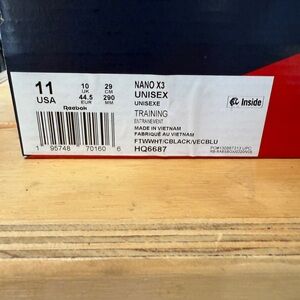 11
USA
10
UK
29
CM
44.5
EUR
290
MM
Reebok
1 95748 70160 6
NANO X3
UNISEX
UNISEXE
TRAINING
ENTRAINEMENT
MADE IN VIETNAM
FABRIQUÉ AU VIETNAM
FTWWHT/CBLACK/VECBLU
HQ6687
Inside